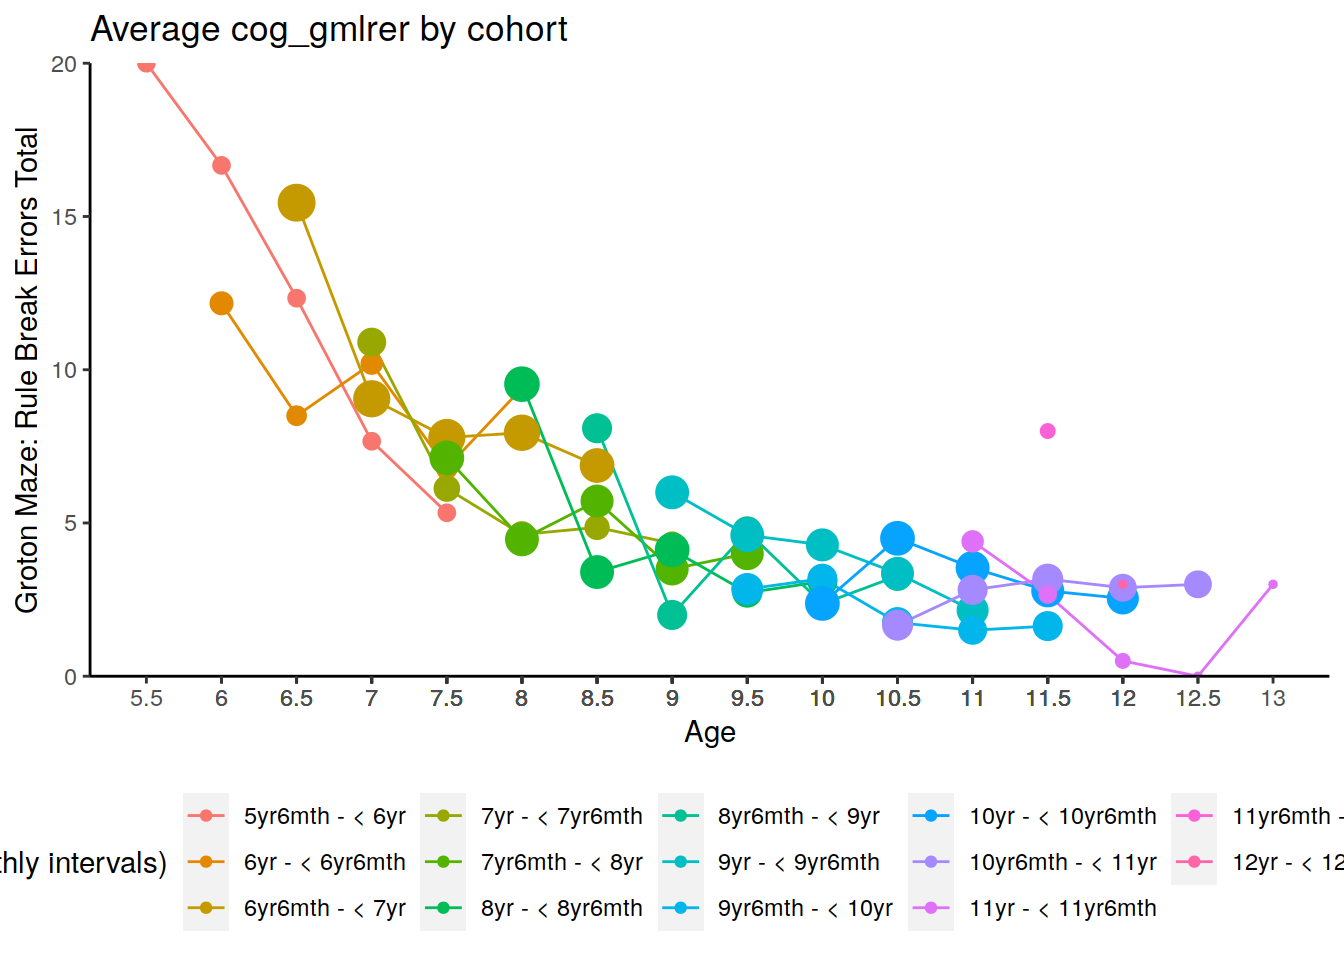 Average cog_gmlrer by cohort
Groton Maze: Rule Break Errors Total
20
15
10
5
0
5.5 6 6.5 7 7.5 8 8.5 9 9.5 10 10.5 11 11.5 12 12.5 13
Age
thly intervals)
5yr6mth - < 6yr
6yr - < 6yr6mth
6yr6mth - < 7yr
7yr - < 7yr6mth
7yr6mth - < 8yr
8yr - < 8yr6mth
8yr6mth - < 9yr
9yr - < 9yr6mth
9yr6mth - < 10yr
10yr - < 10yr6mth
10yr6mth - < 11yr
11yr - < 11yr6mth
11yr6mth -
12yr - < 12